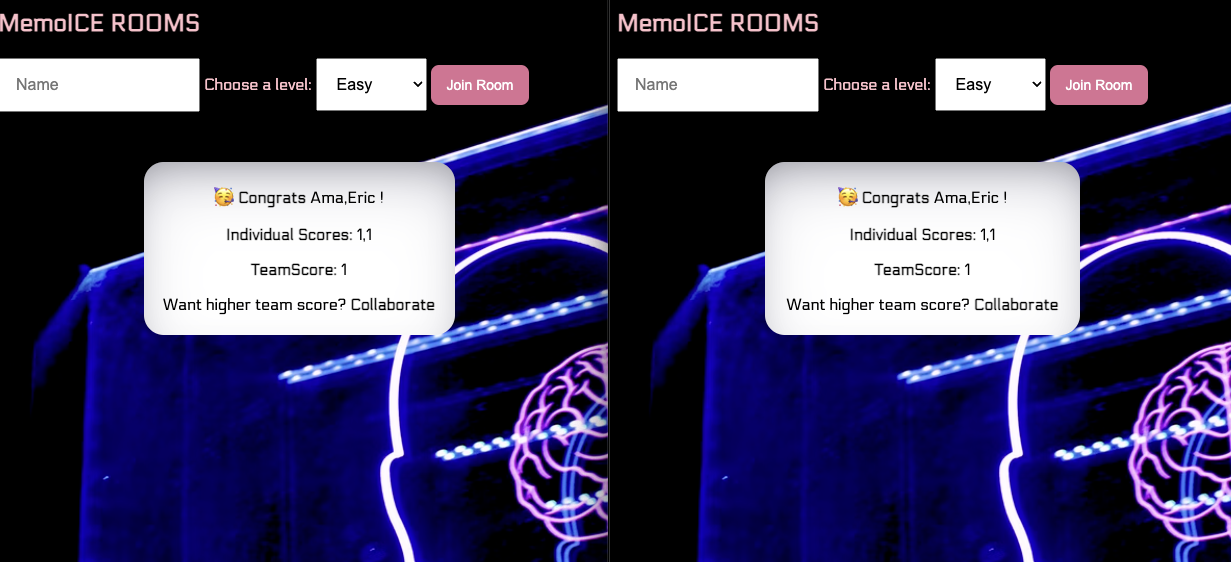 MemoICE ROOMS
Name Choose a level: Easy Join Room
🥳 Congrats Ama,Eric !
Individual Scores: 1,1
TeamScore: 1
Want higher team score? Collaborate
MemoICE ROOMS
Name Choose a level: Easy Join Room
🥳 Congrats Ama,Eric !
Individual Scores: 1,1
TeamScore: 1
Want higher team score? Collaborate